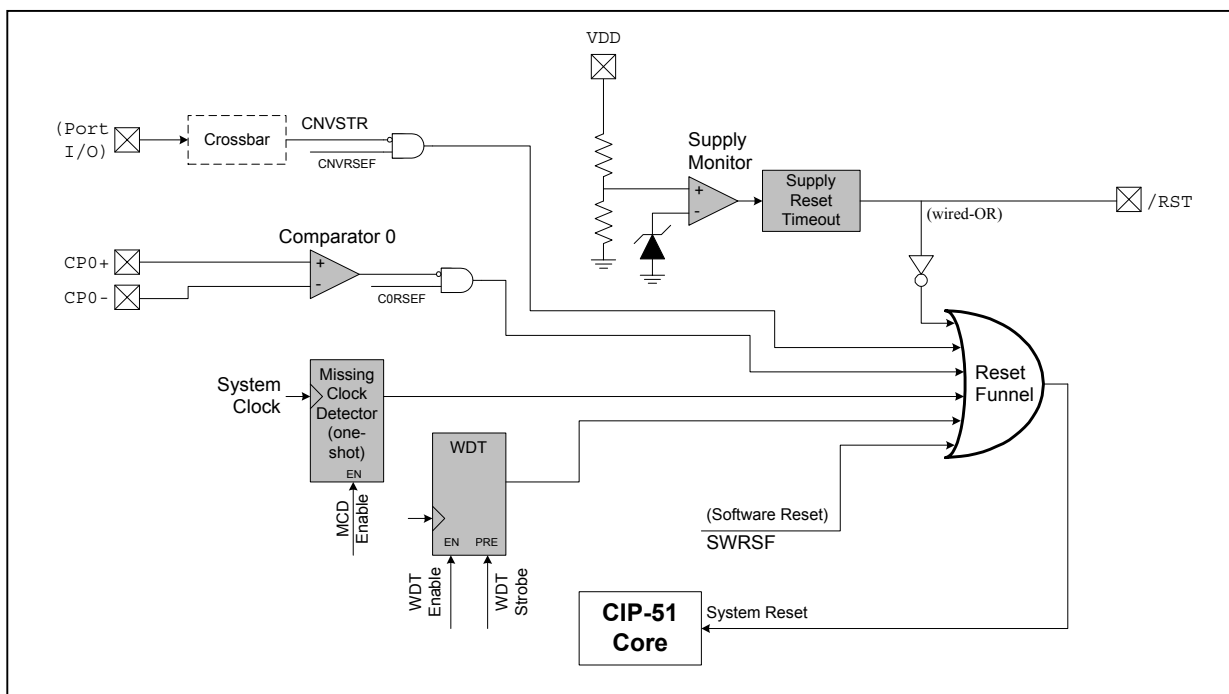 VDD
(Port
I/O)
Crossbar
CNVSTR
CNVRSEF
Supply
Monitor
+
-
Supply
Reset
Timeout
(wired-OR)
/RST
Comparator 0
CP0+
CP0-
+
-
C0RSEF
System
Clock
Missing
Clock
Detector
(one-
shot)
EN
MCD
Enable
WDT
EN
PRE
WDT
Enable
WDT
Strobe
Reset
Funnel
(Software Reset)
SWRSF
CIP-51
Core
System Reset